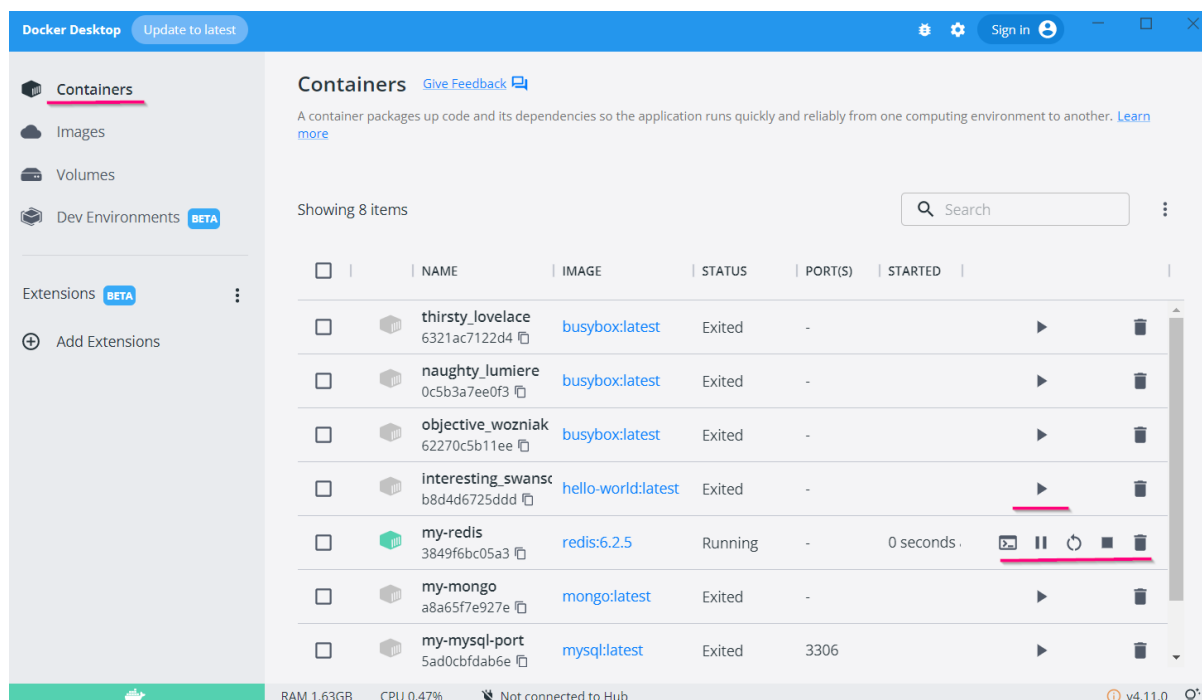 Docker Desktop Update to latest Sign in
Containers
Images
Volumes
Dev Environments BETA
Extensions BETA
Add Extensions
Containers Give Feedback
A container packages up code and its dependencies so the application runs quickly and reliably from one computing environment to another. Learn
more
Showing 8 items Search
NAME IMAGE STATUS PORT(S) STARTED
thirsty_lovelace
6321ac7122d4
busybox:latest Exited -
naughty_lumiere
0c5b3a7ee0f3
busybox:latest Exited -
objective_wozniak
62270c5b11ee
busybox:latest Exited -
interesting_swansc
b8d4d6725ddd
hello-world:latest Exited -
my-redis
3849f6bc05a3
redis:6.2.5 Running - 0 seconds
my-mongo
a8a65f7e927e
mongo:latest Exited -
my-mysql-port
5ad0cbfdab6e
mysql:latest Exited 3306
RAM 1.63GB CPU 0.47% Not connected to Hub v4.11.0